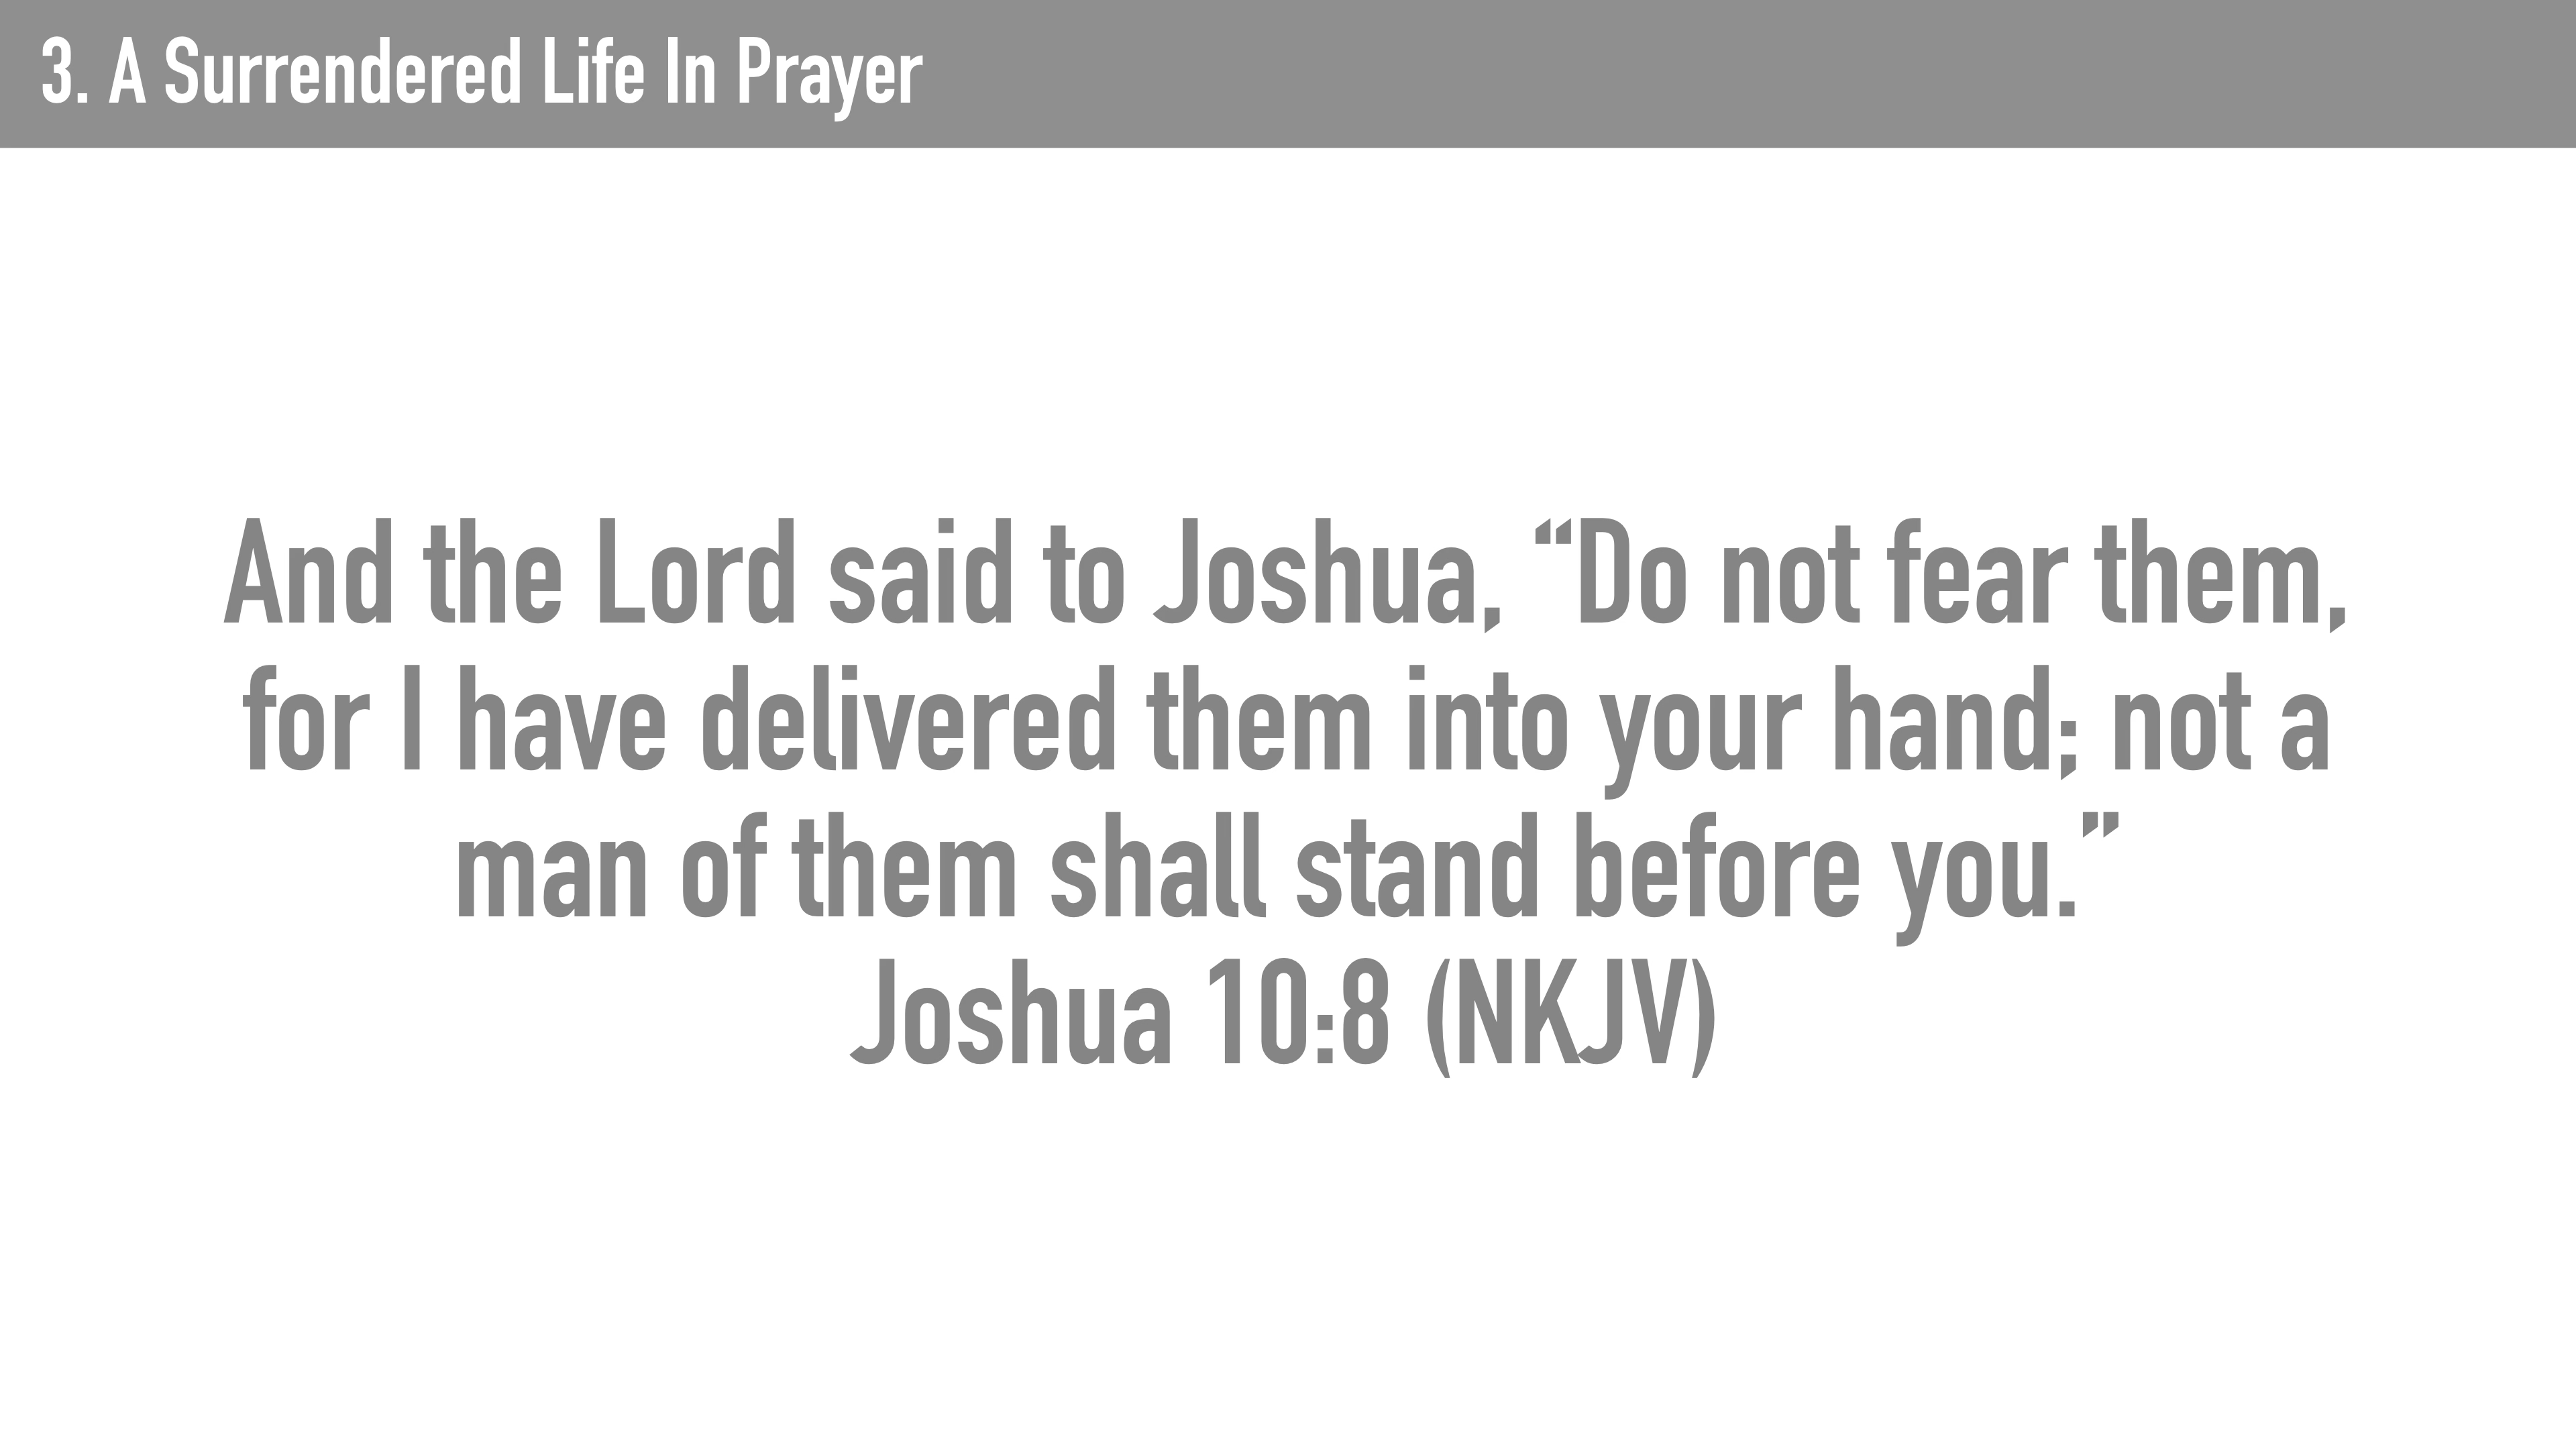 3. A Surrendered Life In Prayer
And the Lord said to Joshua, “Do not fear them,
for I have delivered them into your hand; not a
man of them shall stand before you.”
Joshua 10:8 (NKJV)